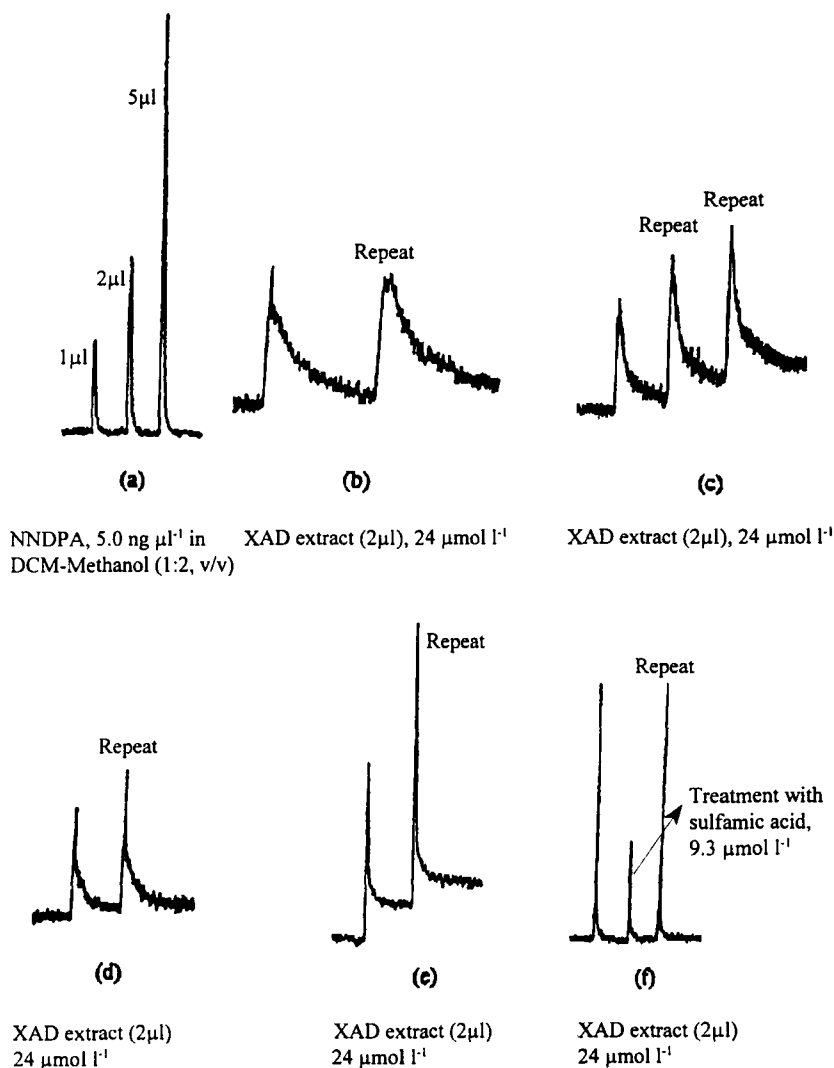 5µl
2µl
1µl
Repeat
Repeat
Repeat
(a)
(b)
(c)
NNDPA, 5.0 ng µl⁻¹ in
DCM-Methanol (1:2, v/v)
XAD extract (2µl), 24 µmol l⁻¹
XAD extract (2µl), 24 µmol l⁻¹
Repeat
Repeat
Repeat
Treatment with
sulfamic acid,
9.3 µmol l⁻¹
(d)
(e)
(f)
XAD extract (2µl)
24 µmol l⁻¹
XAD extract (2µl)
24 µmol l⁻¹
XAD extract (2µl)
24 µmol l⁻¹